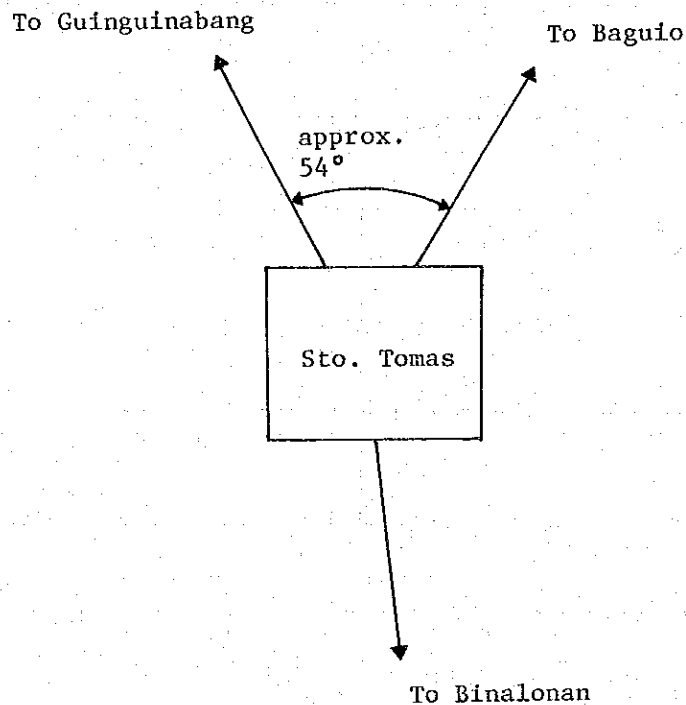 To Guinguinabang
To Baguio
approx.
54°
Sto. Tomas
To Binalonan